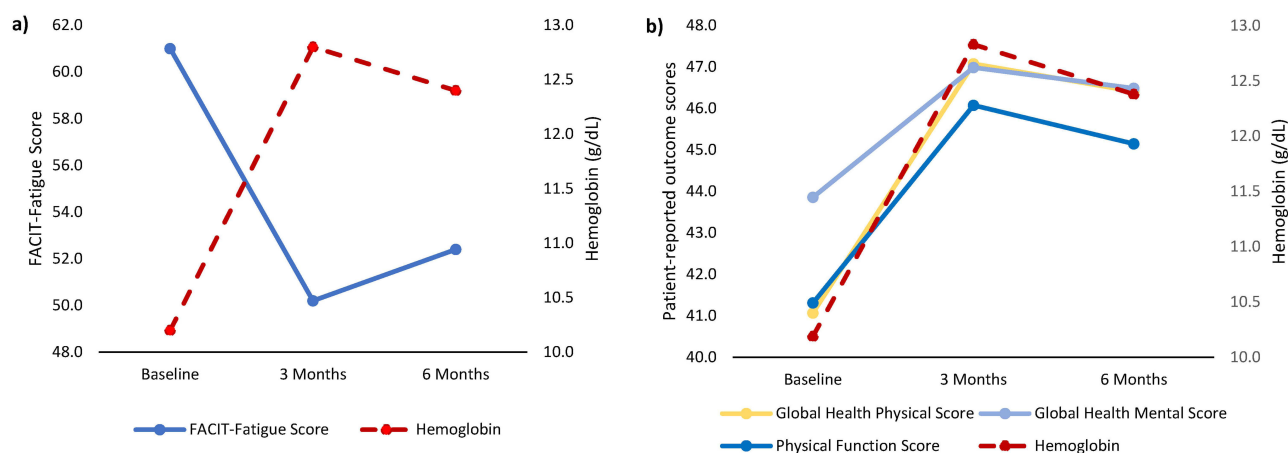 a)
FACIT-Fatigue Score
62.0
60.0
58.0
56.0
54.0
52.0
50.0
48.0
Baseline
3 Months
6 Months
13.0
12.5
12.0
11.5
11.0
10.5
10.0
Hemoglobin (g/dL)
FACIT-Fatigue Score
Hemoglobin
b)
Patient-reported outcome scores
48.0
47.0
46.0
45.0
44.0
43.0
42.0
41.0
40.0
Baseline
3 Months
6 Months
13.0
12.5
12.0
11.5
11.0
10.5
10.0
Hemoglobin (g/dL)
Global Health Physical Score
Global Health Mental Score
Physical Function Score
Hemoglobin